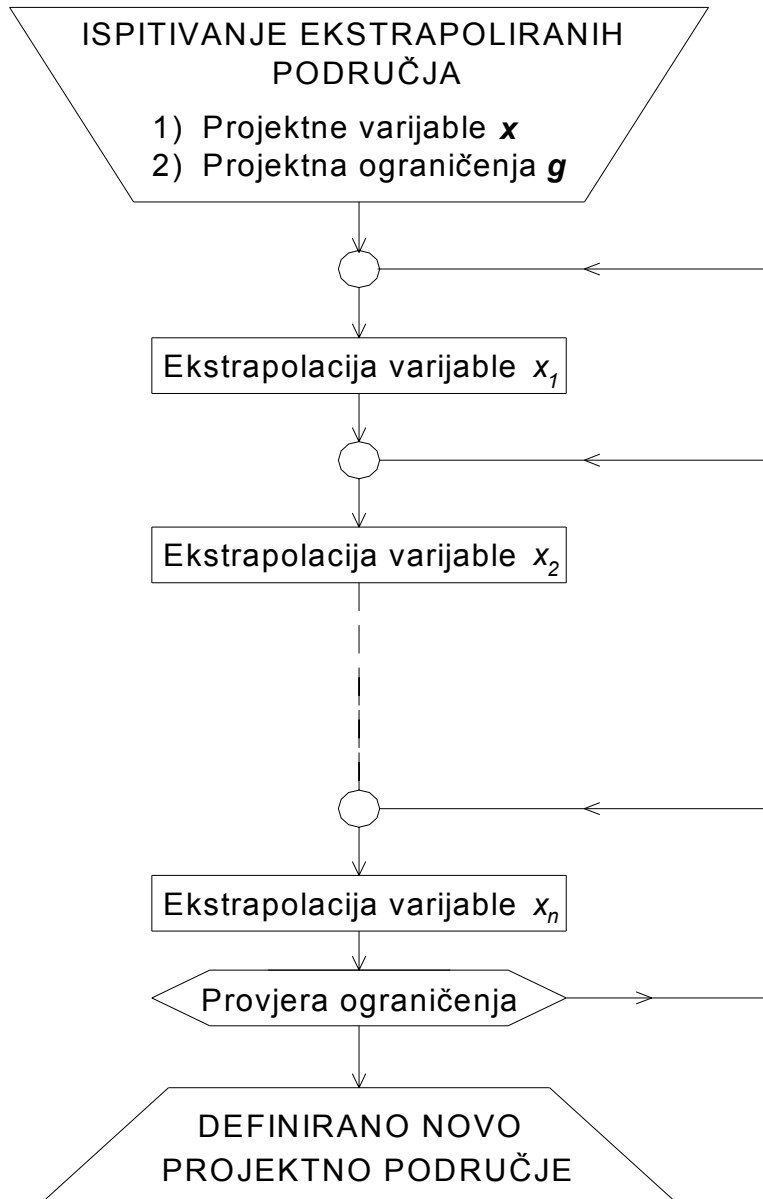 ISPITIVANJE EKSTRAPOLIRANIH
PODRUČJA
1) Projektne varijable x
2) Projektna ograničenja g
Ekstrapolacija varijable x₁
Ekstrapolacija varijable x₂
Ekstrapolacija varijable xₙ
Provjera ograničenja
DEFINIRANO NOVO
PROJEKTNO PODRUČJE